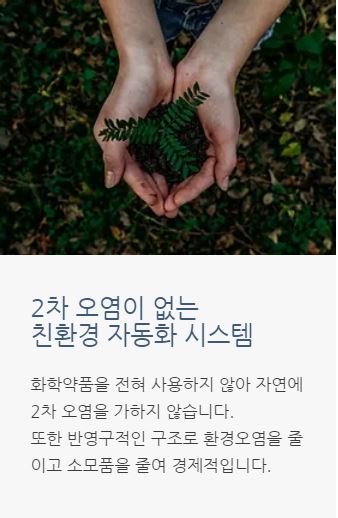 2차 오염이 없는
친환경 자동화 시스템
화학약품을 전혀 사용하지 않아 자연에
2차 오염을 가하지 않습니다.
또한 반영구적인 구조로 환경오염을 줄
이고 소모품을 줄여 경제적입니다.